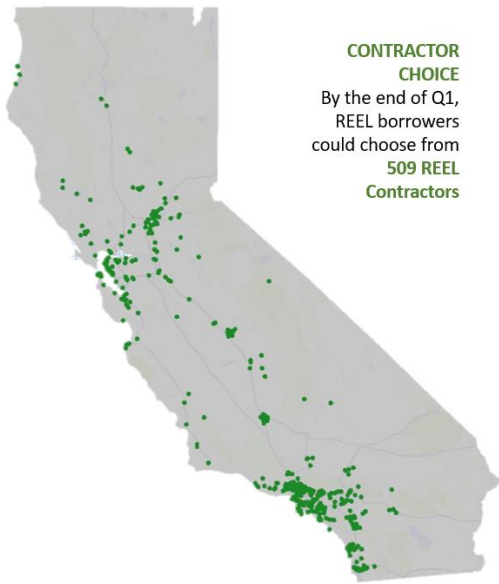 CONTRACTOR
CHOICE
By the end of Q1,
REEL borrowers
could choose from
509 REEL
Contractors